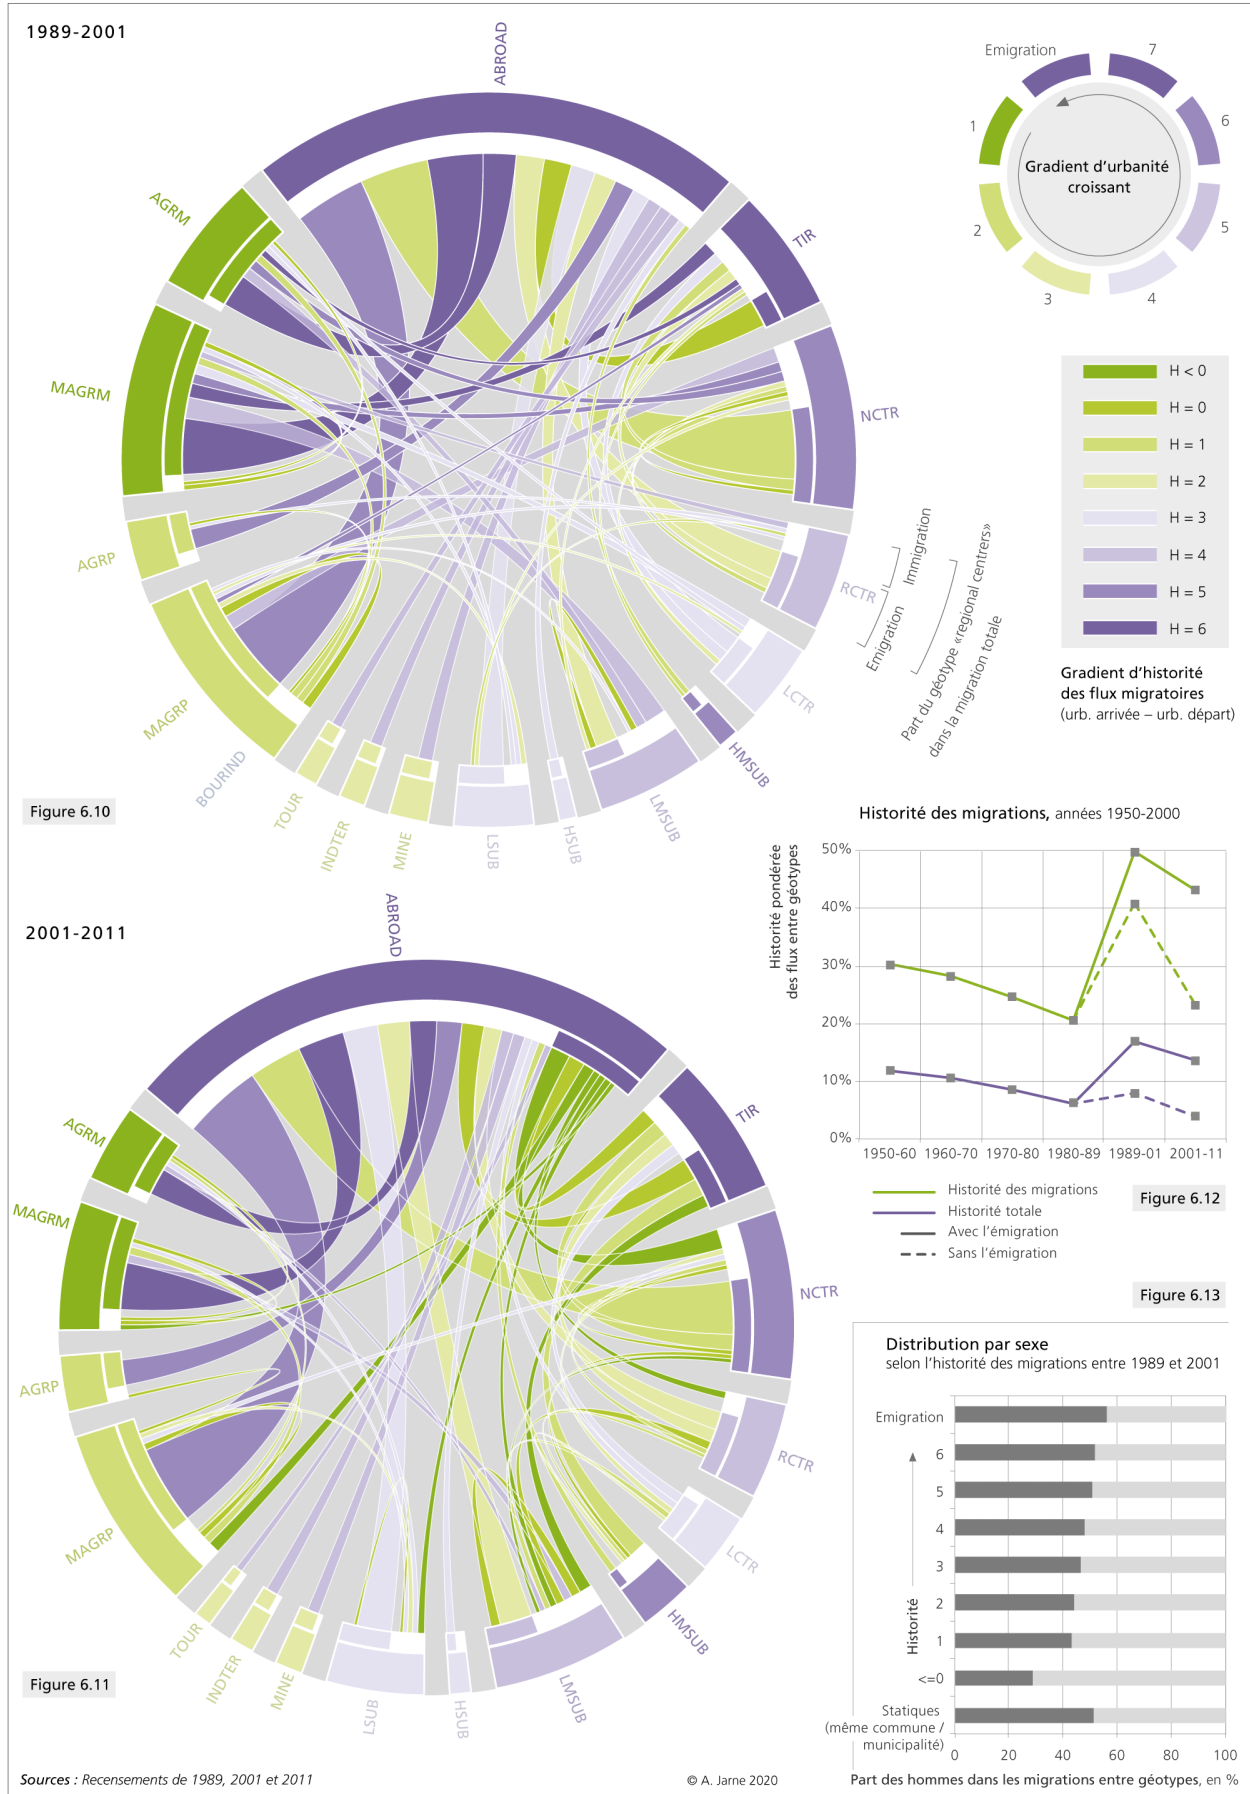 1989-2001
ABROAD
TIR
NCTR
RCTR
LCTR
HMSUB
LMSUB
HSUB
LSUB
MINE
INDTER
TOUR
BOURIND
MAGRP
AGRP
MAGRM
AGRM
Immigration
Emigration
Part du géotype «regional centrers»
dans la migration totale
Figure 6.10
Emigration
7
6
5
4
3
2
1
Gradient d’urbanité
croissant
H < 0
H = 0
H = 1
H = 2
H = 3
H = 4
H = 5
H = 6
Gradient d’historité
des flux migratoires
(urb. arrivée – urb. départ)
2001-2011
ABROAD
TIR
NCTR
RCTR
LCTR
HMSUB
LMSUB
HSUB
LSUB
MINE
INDTER
TOUR
MAGRP
AGRP
MAGRM
AGRM
Figure 6.11
Historité des migrations, années 1950-2000
Historité pondérée
des flux entre géotypes
50%
40%
30%
20%
10%
0%
1950-60 1960-70 1970-80 1980-89 1989-01 2001-11
Historité des migrations
Historité totale
Avec l’émigration
Sans l’émigration
Figure 6.12
Figure 6.13
Distribution par sexe
selon l’historité des migrations entre 1989 et 2001
Emigration
6
5
4
3
2
1
<=0
Statiques
(même commune /
municipalité)
Historité
0 20 40 60 80 100
Part des hommes dans les migrations entre géotypes, en %
Sources : Recensements de 1989, 2001 et 2011
© A. Jarne 2020